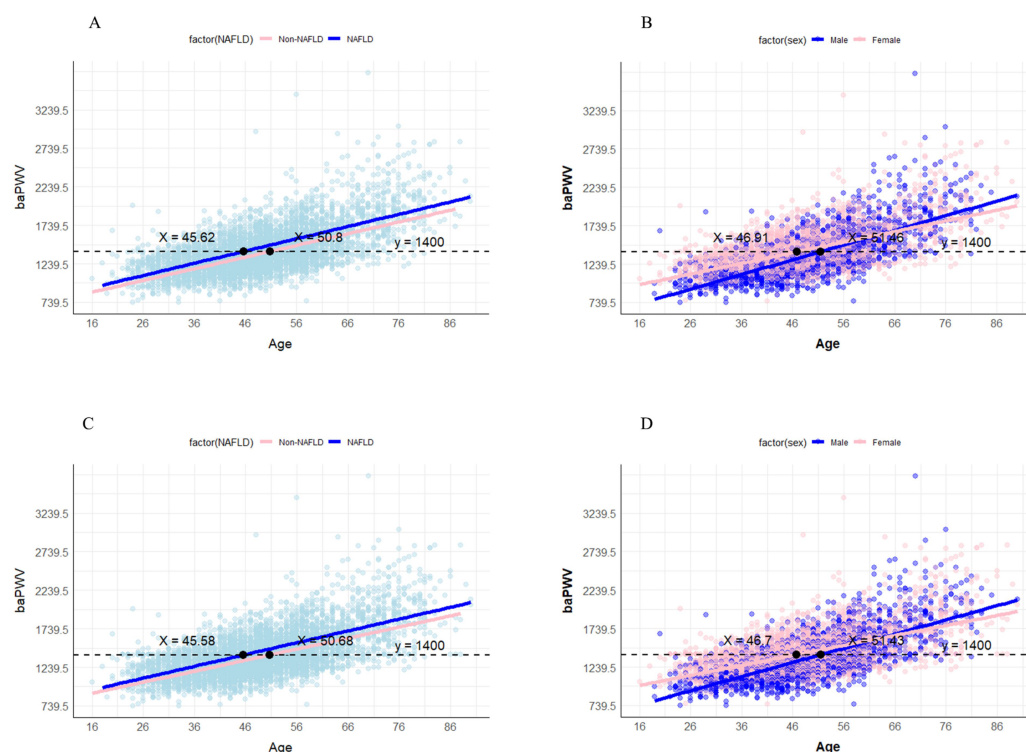 A
factor(NAFLD) Non-NAFLD NAFLD
baPWV
3239.5
2739.5
2239.5
1739.5
1239.5
739.5
X = 45.62 X = 50.8 y = 1400
16 26 36 46 56 66 76 86
Age
B
factor(sex) Male Female
baPWV
3239.5
2739.5
2239.5
1739.5
1239.5
739.5
X = 46.91 X = 51.46 y = 1400
16 26 36 46 56 66 76 86
Age
C
factor(NAFLD) Non-NAFLD NAFLD
baPWV
3239.5
2739.5
2239.5
1739.5
1239.5
739.5
X = 45.58 X = 50.68 y = 1400
16 26 36 46 56 66 76 86
Age
D
factor(sex) Male Female
baPWV
3239.5
2739.5
2239.5
1739.5
1239.5
739.5
X = 46.7 X = 51.43 y = 1400
16 26 36 46 56 66 76 86
Age